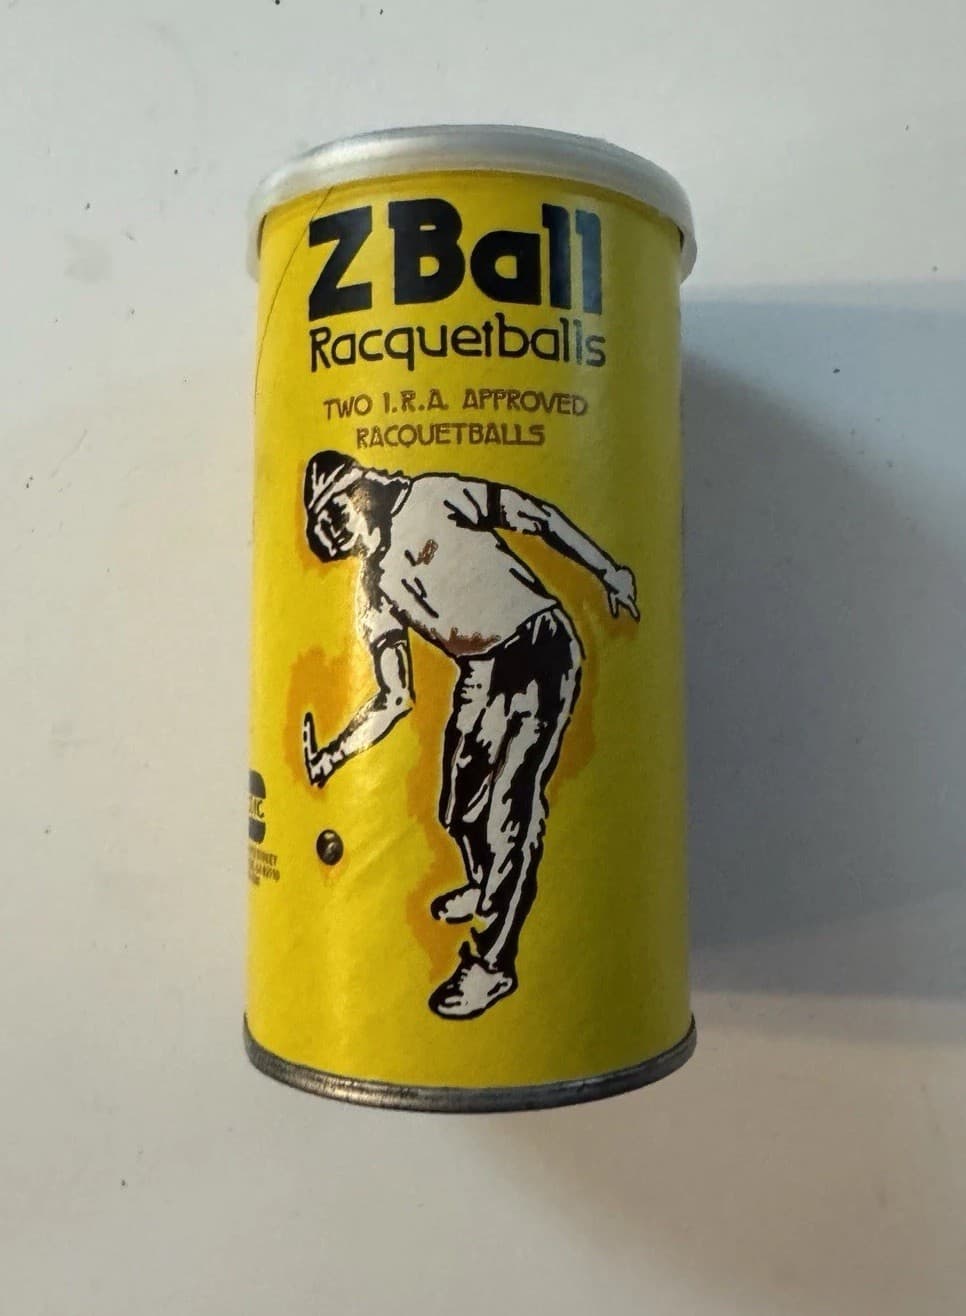 ZBall
Racquetballs
TWO I.R.A. APPROVED
RACQUETBALLS